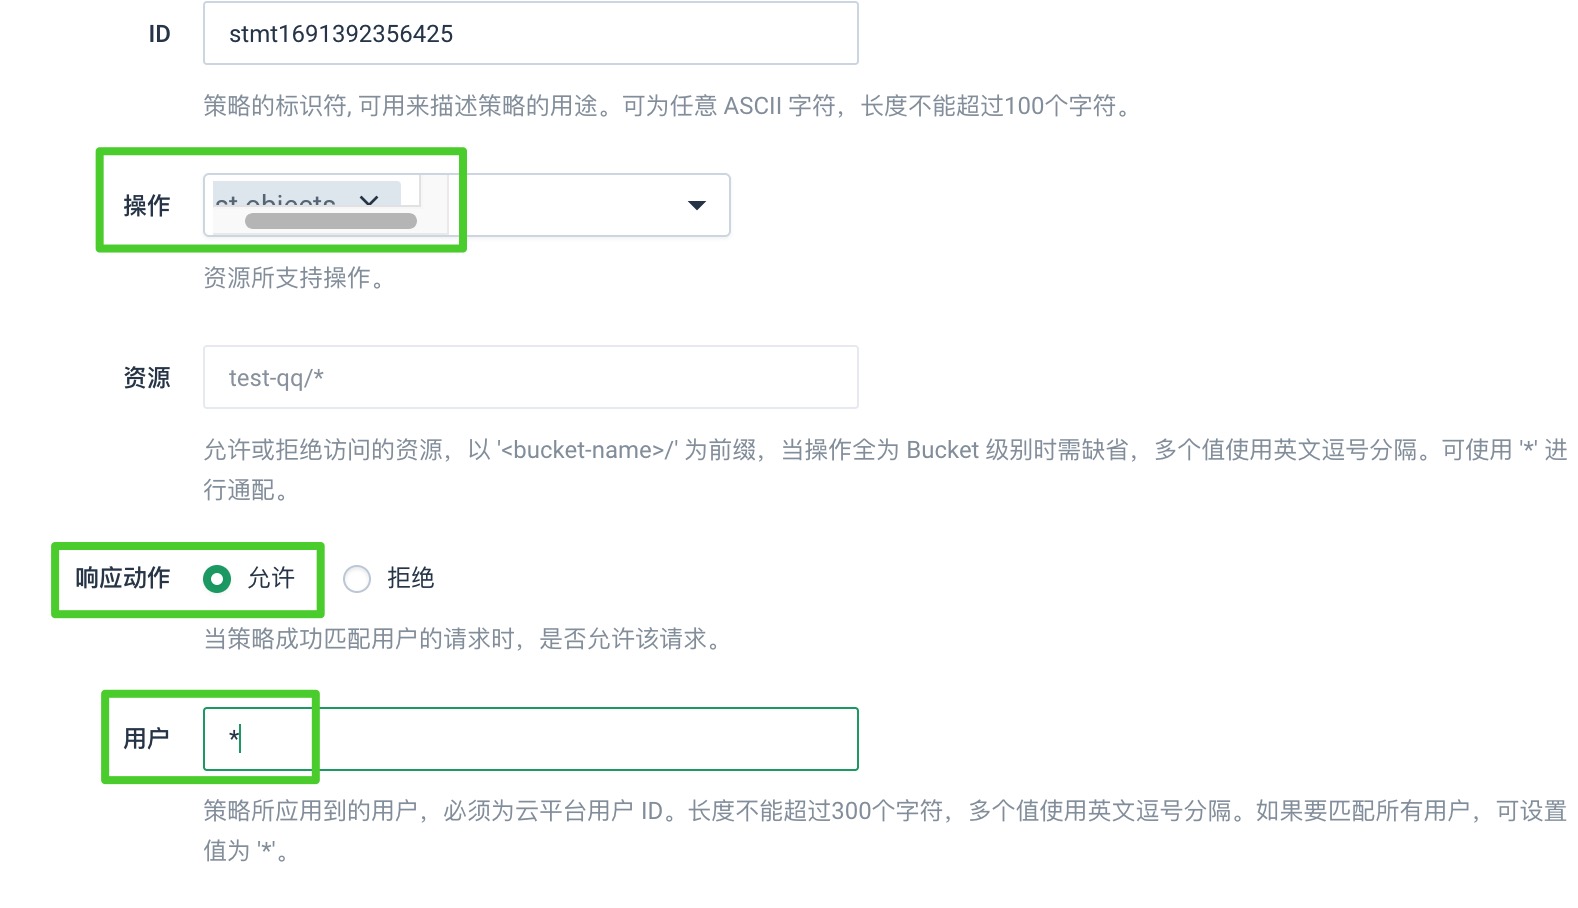 ID stmt1691392356425
策略的标识符, 可用来描述策略的用途。可为任意 ASCII 字符，长度不能超过100个字符。
操作
资源所支持操作。
资源 test-qq/*
允许或拒绝访问的资源，以 '<bucket-name>/' 为前缀，当操作全为 Bucket 级别时需缺省，多个值使用英文逗号分隔。可使用 '*' 进
行通配。
响应动作 允许 拒绝
当策略成功匹配用户的请求时，是否允许该请求。
用户 *
策略所应用到的用户，必须为云平台用户 ID。长度不能超过300个字符，多个值使用英文逗号分隔。如果要匹配所有用户，可设置
值为 '*'。